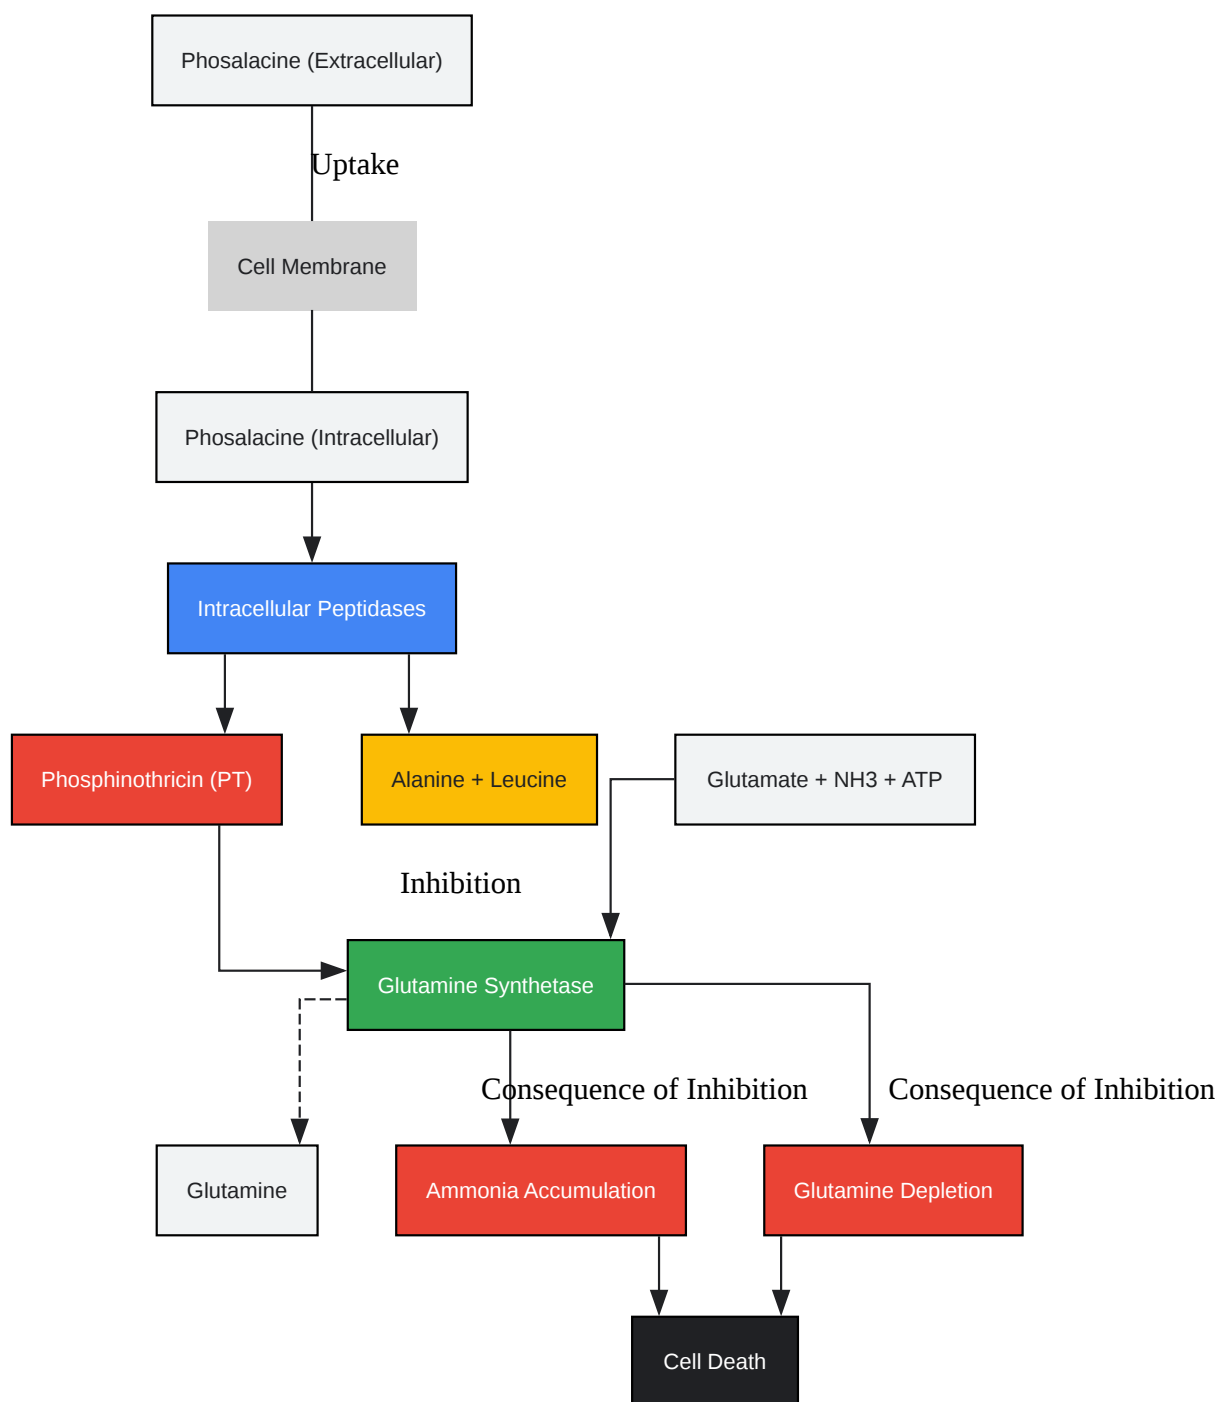 Phosalacine (Extracellular)
Uptake
Cell Membrane
Phosalacine (Intracellular)
Intracellular Peptidases
Phosphinothricin (PT)
Alanine + Leucine
Glutamate + NH3 + ATP
Inhibition
Glutamine Synthetase
Consequence of Inhibition
Consequence of Inhibition
Glutamine
Ammonia Accumulation
Glutamine Depletion
Cell Death